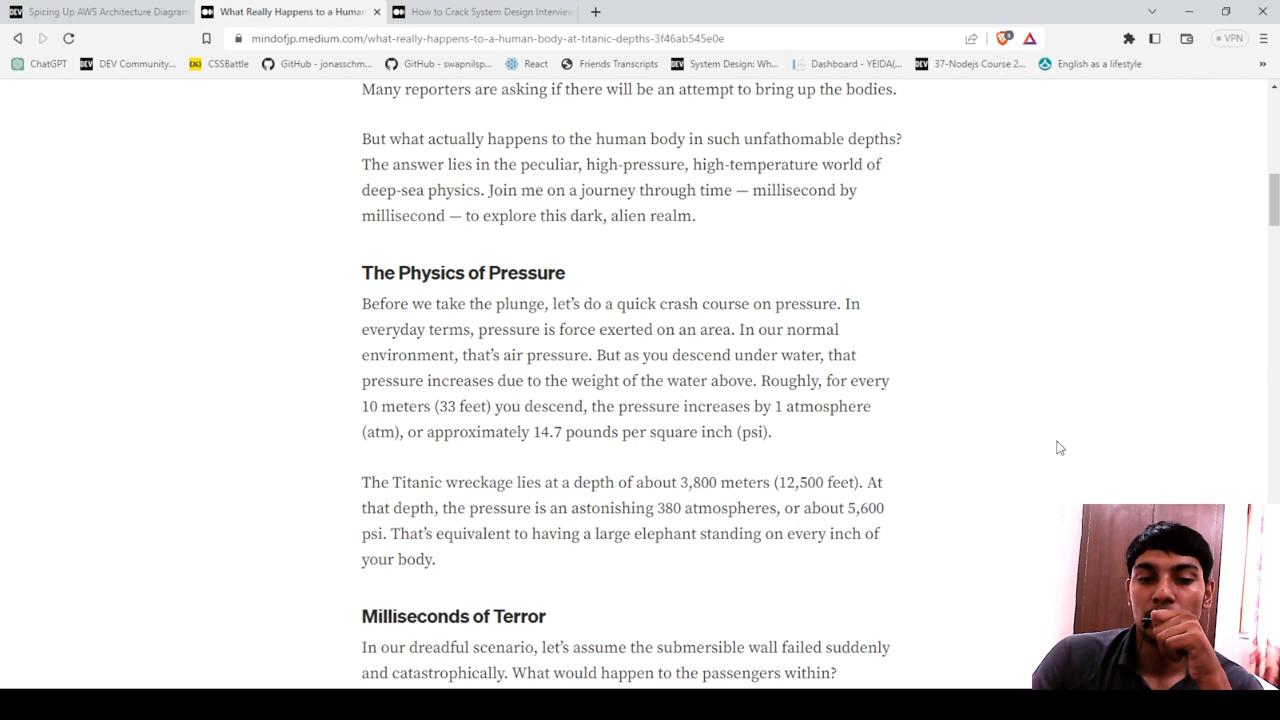 Spicing Up AWS Architecture Diagram
What Really Happens to a Human
How to Crack System Design Interview
mindofjp.medium.com/what-really-happens-to-a-human-body-at-titanic-depths-3f46ab545e0e
VPN
ChatGPT
DEV Community...
CSSBattle
GitHub - jonasschm...
GitHub - swapnilsp...
React
Friends Transcripts
System Design: Wh...
Dashboard - YEIDA(...
37-Nodejs Course 2...
English as a lifestyle
Many reporters are asking if there will be an attempt to bring up the bodies.
But what actually happens to the human body in such unfathomable depths?
The answer lies in the peculiar, high-pressure, high-temperature world of
deep-sea physics. Join me on a journey through time — millisecond by
millisecond — to explore this dark, alien realm.
The Physics of Pressure
Before we take the plunge, let’s do a quick crash course on pressure. In
everyday terms, pressure is force exerted on an area. In our normal
environment, that’s air pressure. But as you descend under water, that
pressure increases due to the weight of the water above. Roughly, for every
10 meters (33 feet) you descend, the pressure increases by 1 atmosphere
(atm), or approximately 14.7 pounds per square inch (psi).
The Titanic wreckage lies at a depth of about 3,800 meters (12,500 feet). At
that depth, the pressure is an astonishing 380 atmospheres, or about 5,600
psi. That’s equivalent to having a large elephant standing on every inch of
your body.
Milliseconds of Terror
In our dreadful scenario, let’s assume the submersible wall failed suddenly
and catastrophically. What would happen to the passengers within?